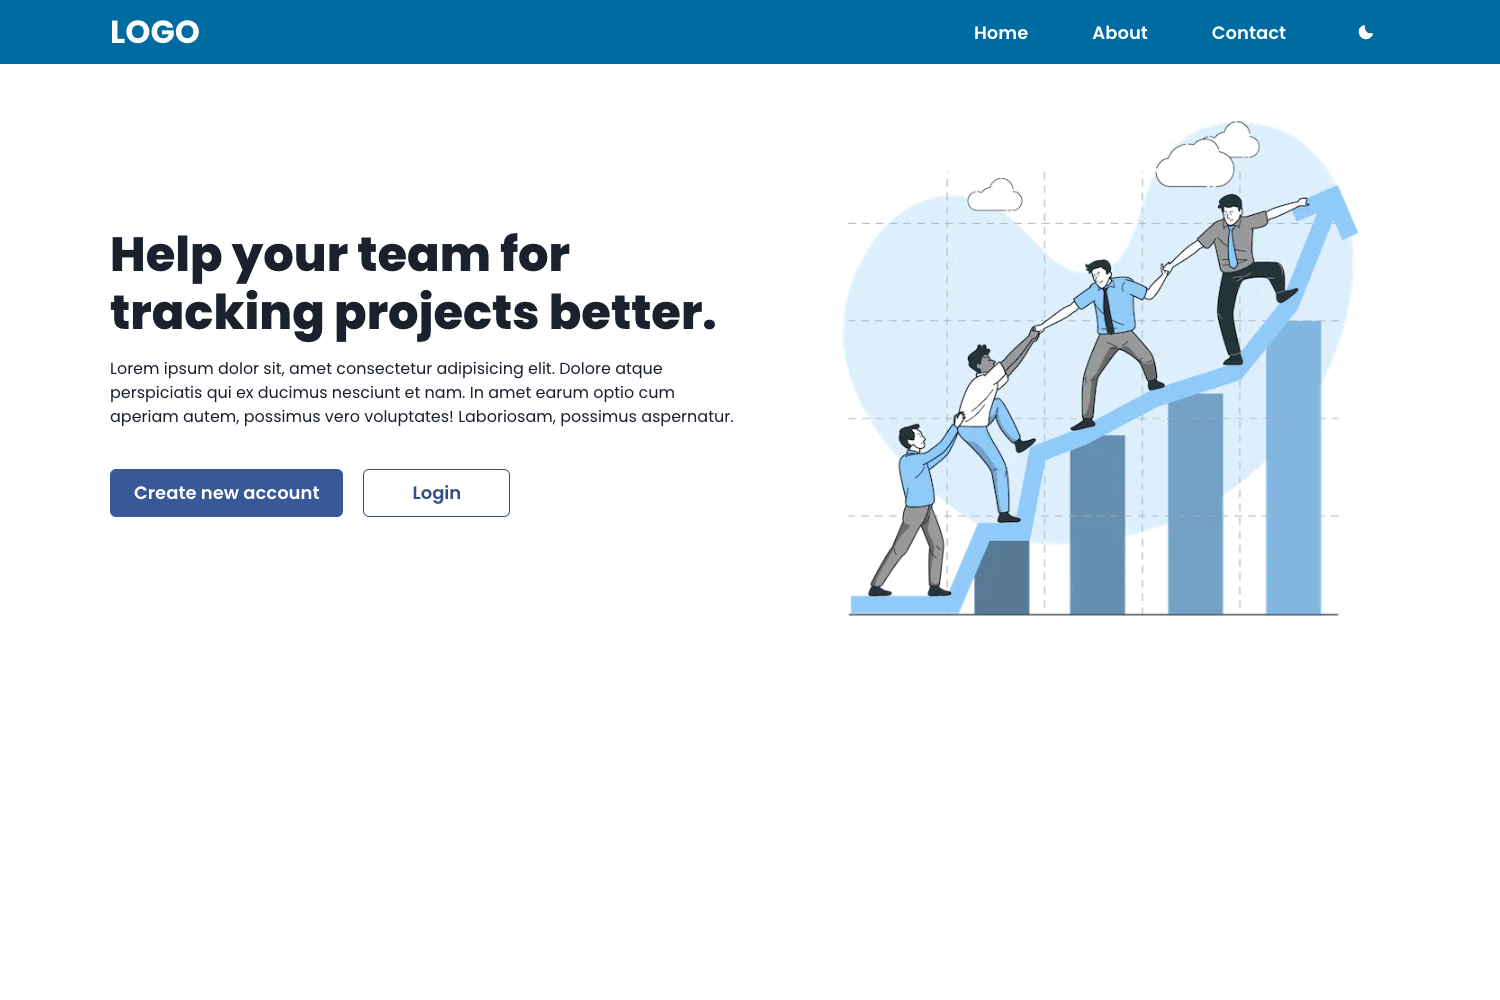 LOGO
Home
About
Contact
Help your team for
tracking projects better.
Lorem ipsum dolor sit, amet consectetur adipisicing elit. Dolore atque
perspiciatis qui ex ducimus nesciunt et nam. In amet earum optio cum
aperiam autem, possimus vero voluptates! Laboriosam, possimus aspernatur.
Create new account
Login